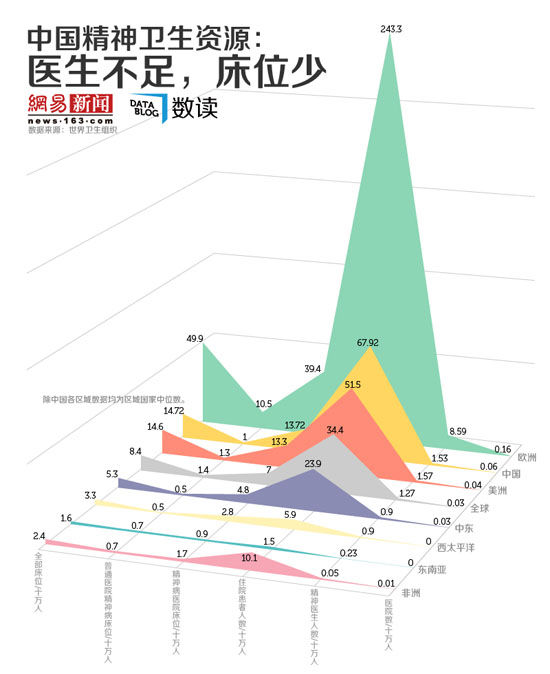 中国精神卫生资源：
医生不足，床位少
網易新闻
news·163·com
DATA BLOG 数读
数据来源：世界卫生组织
243.3
49.9
10.5
39.4
8.59
0.16
欧洲
除中国各区域数据均为区域国家中位数。
14.72
1
13.72
67.92
1.53
0.06
中国
14.6
1.3
13.3
51.5
1.57
0.04
美洲
8.4
1.4
7
34.4
1.27
0.03
全球
5.3
0.5
4.8
23.9
0.9
0.03
中东
3.3
0.5
2.8
5.9
0.9
0
西太平洋
1.6
0.7
0.9
1.5
0.23
0
东南亚
2.4
0.7
1.7
10.1
0.05
0.01
非洲
全部床位/十万人
普通医院精神病床位/十万人
精神病医院床位/十万人
住院患者人数/十万人
精神医生人数/十万人
医院数/十万人